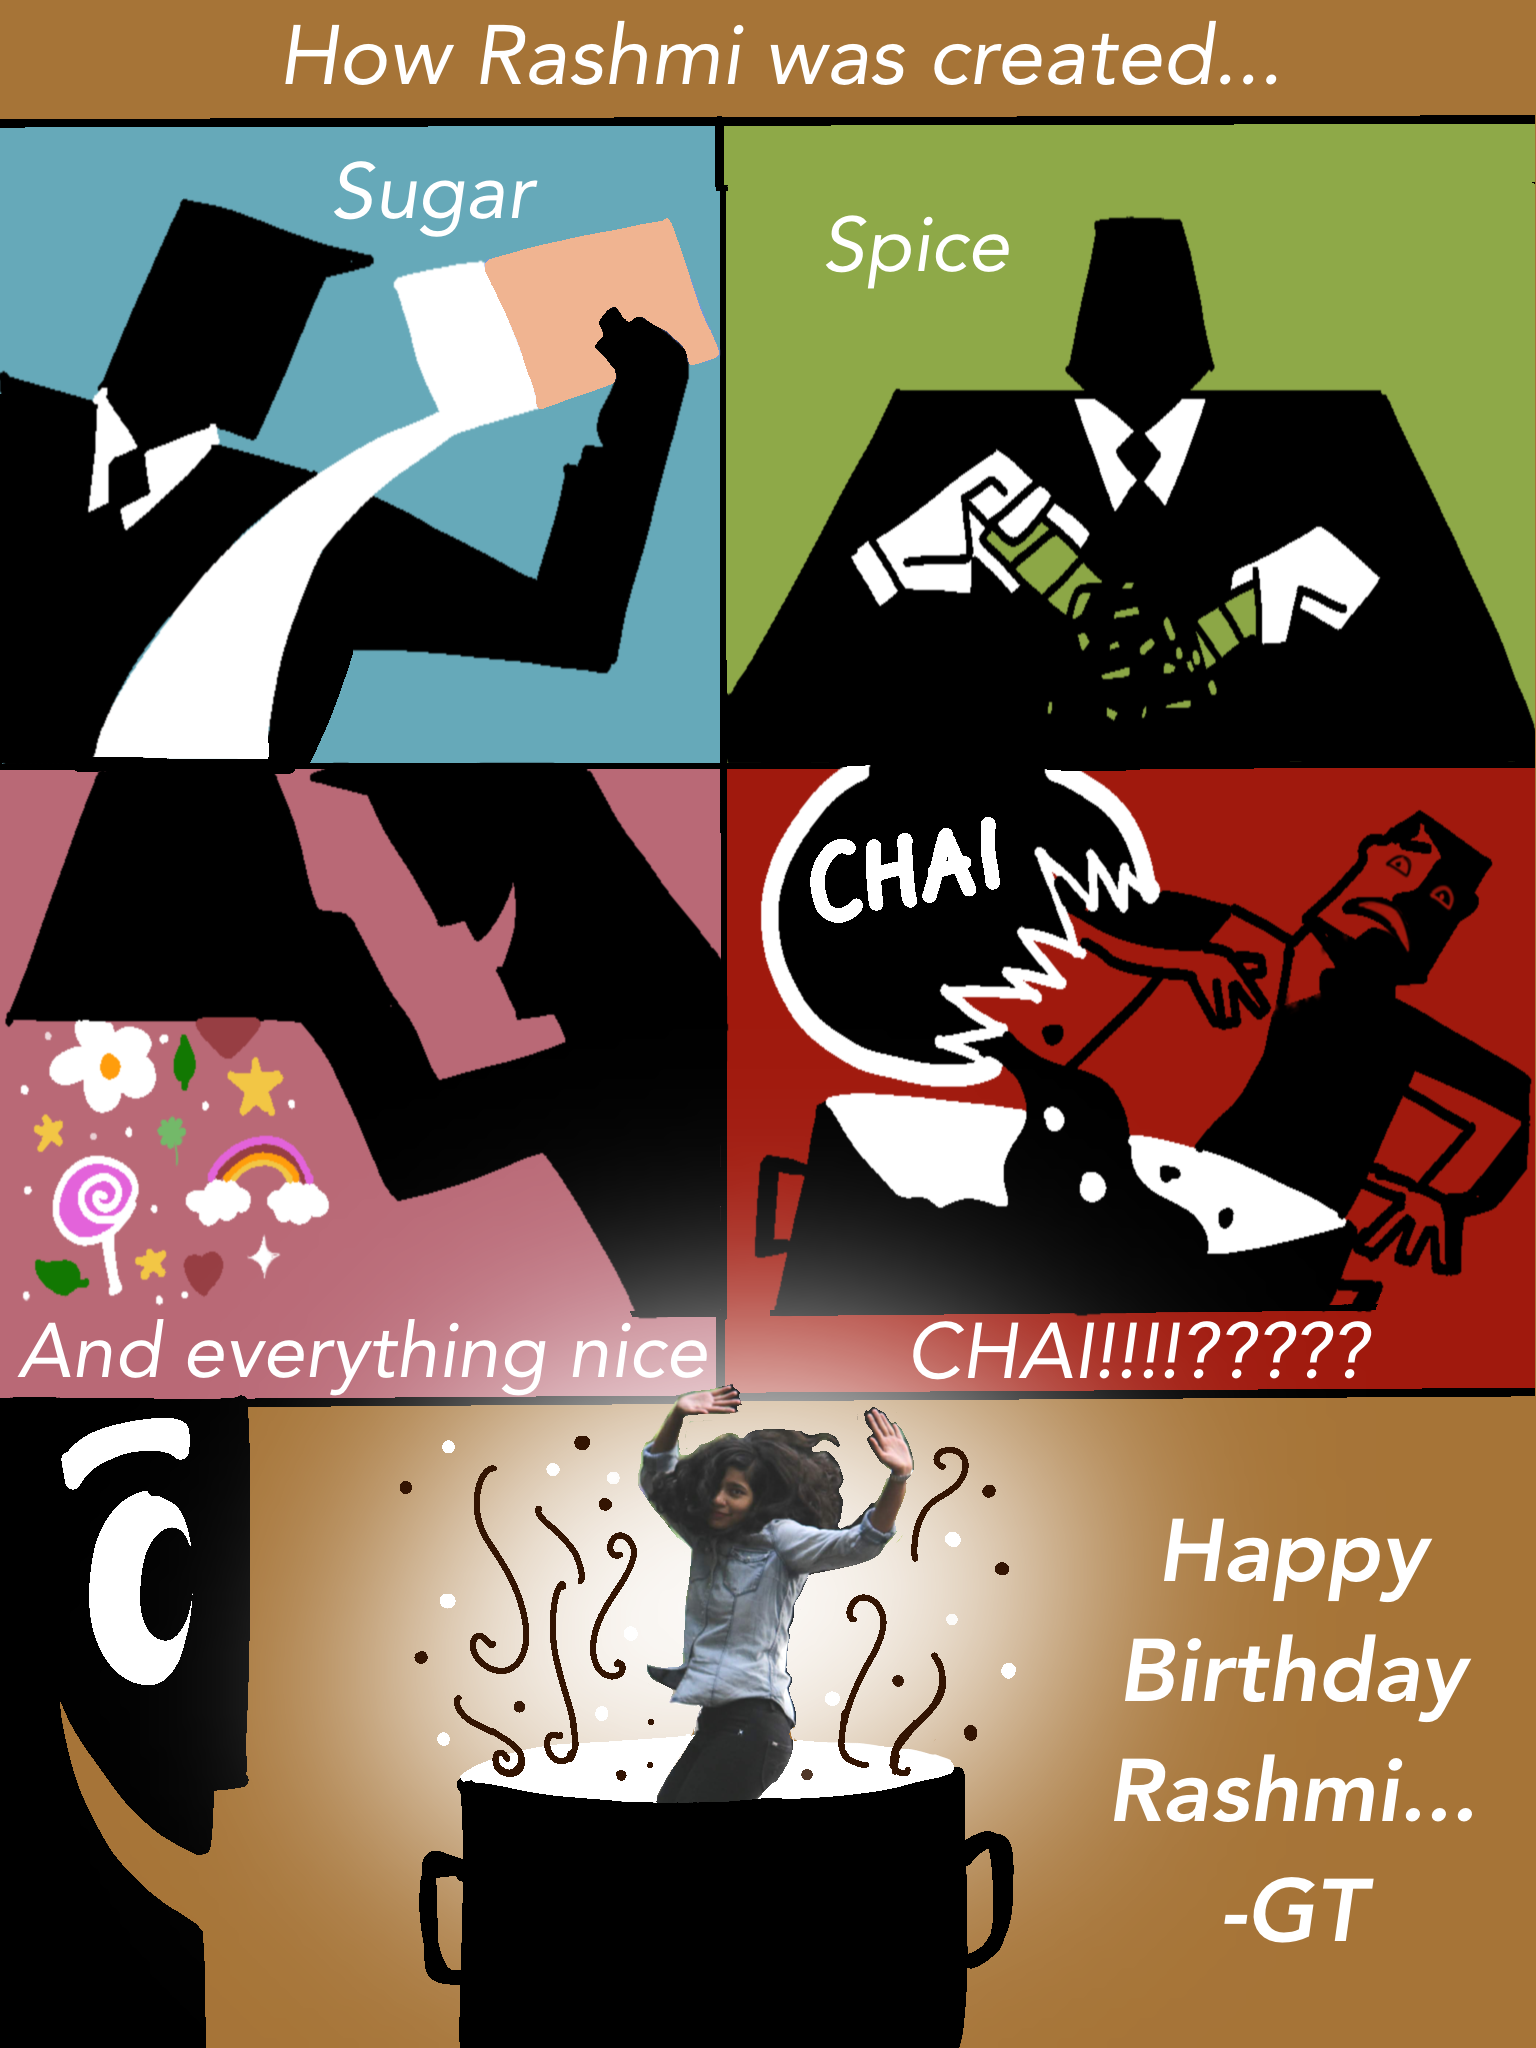 How Rashmi was created...
Sugar
Spice
And everything nice
CHAI
CHAI!!!!?????
Happy
Birthday
Rashmi...
-GT